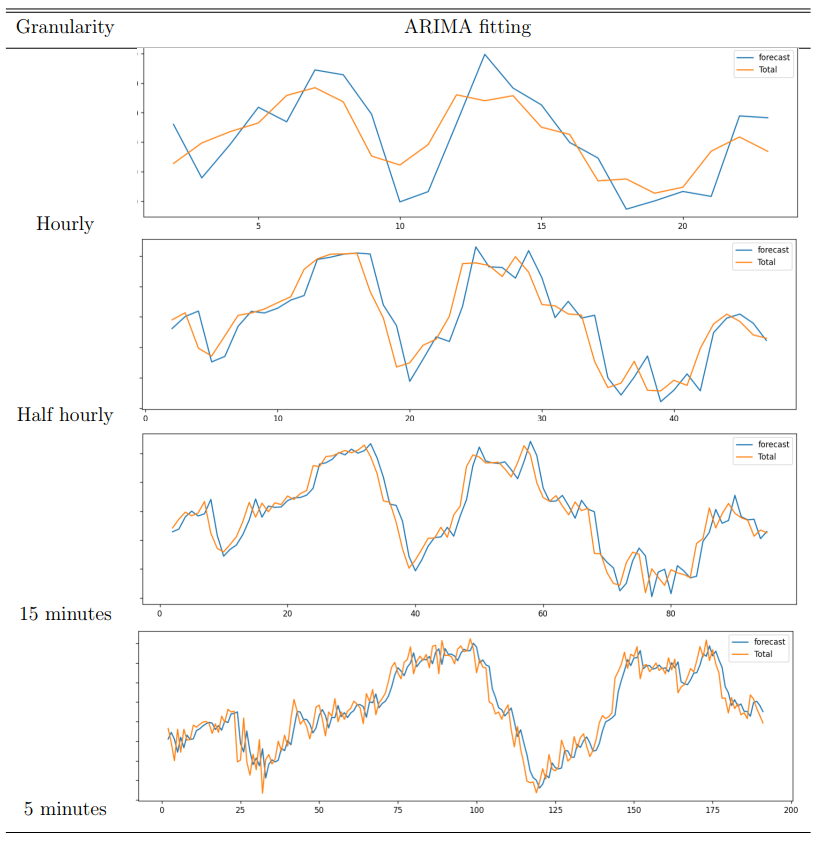 Granularity ARIMA fitting
forecast
Total
5 10 15 20
Hourly
forecast
Total
0 10 20 30 40
Half hourly
forecast
Total
0 20 40 60 80
15 minutes
forecast
Total
0 25 50 75 100 125 150 175 200
5 minutes